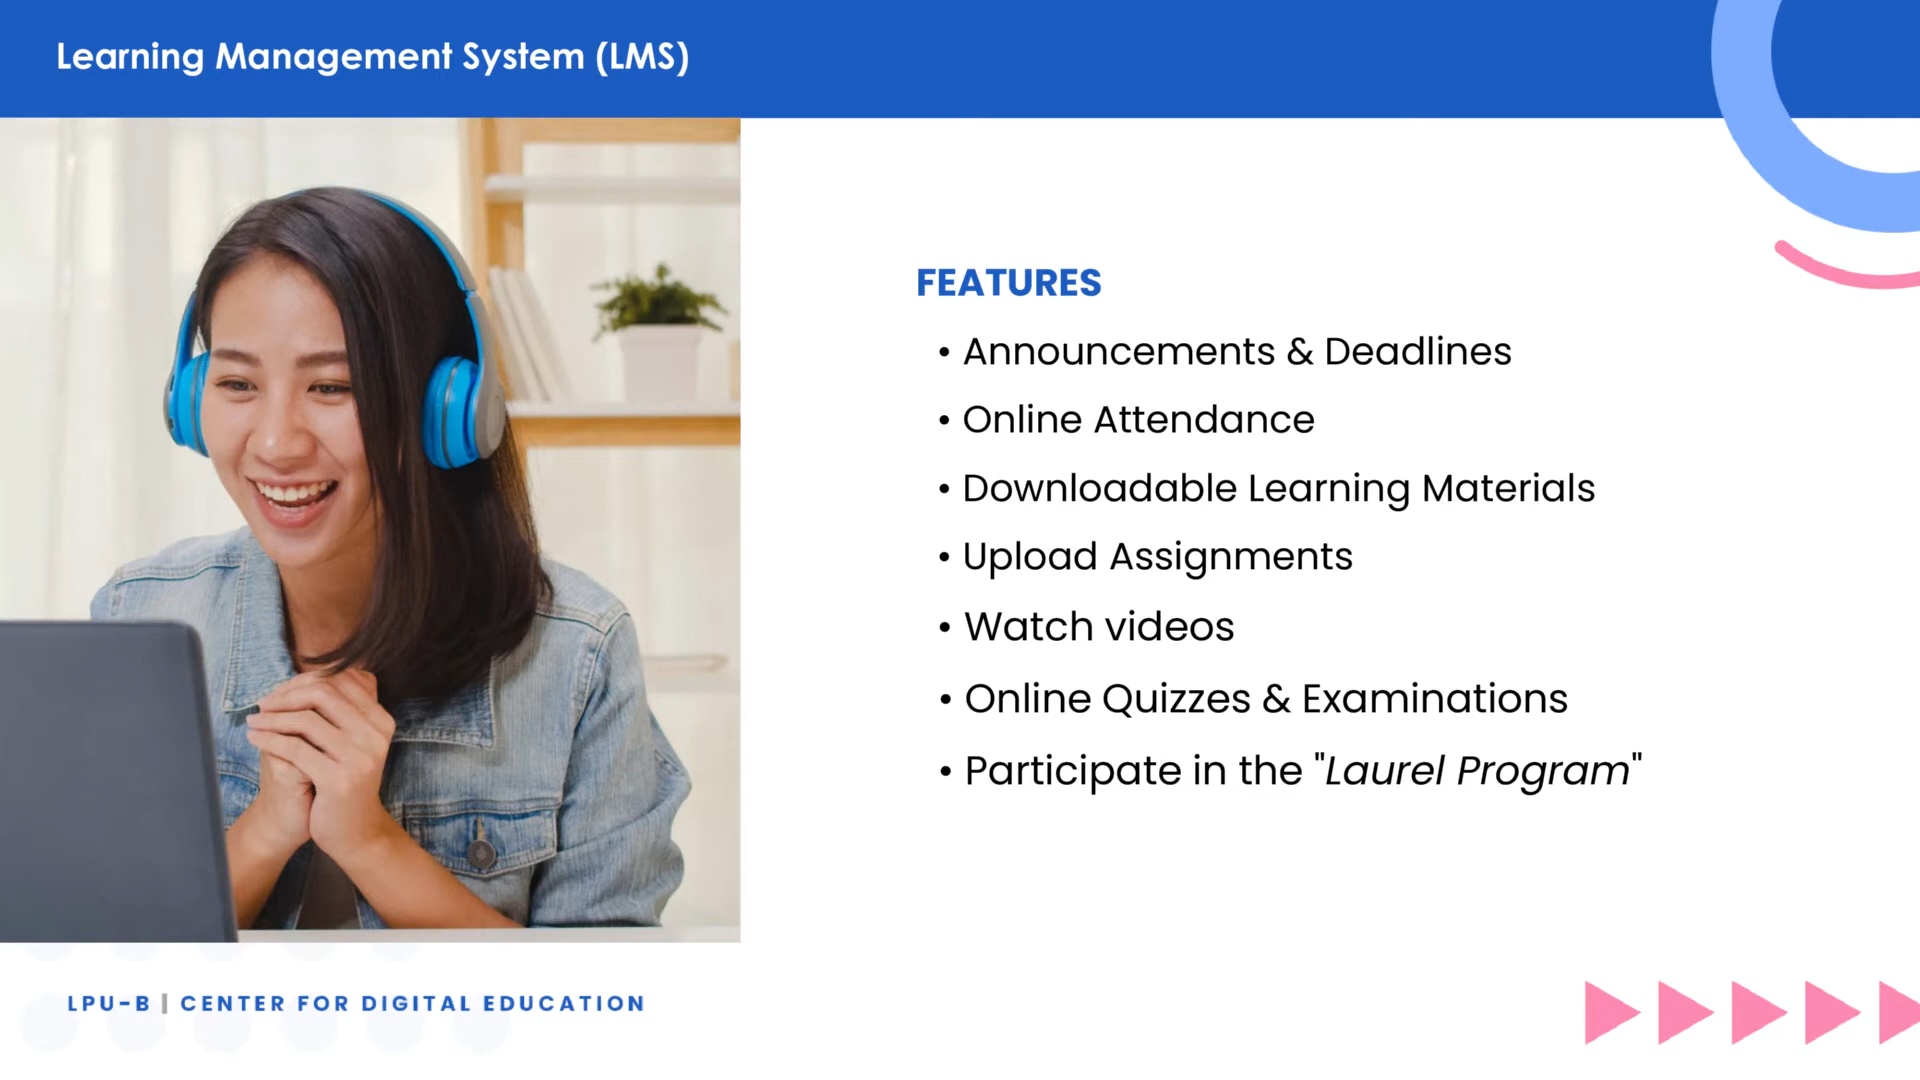 Learning Management System (LMS)
FEATURES
• Announcements & Deadlines
• Online Attendance
• Downloadable Learning Materials
• Upload Assignments
• Watch videos
• Online Quizzes & Examinations
• Participate in the "Laurel Program"
LPU-B | CENTER FOR DIGITAL EDUCATION